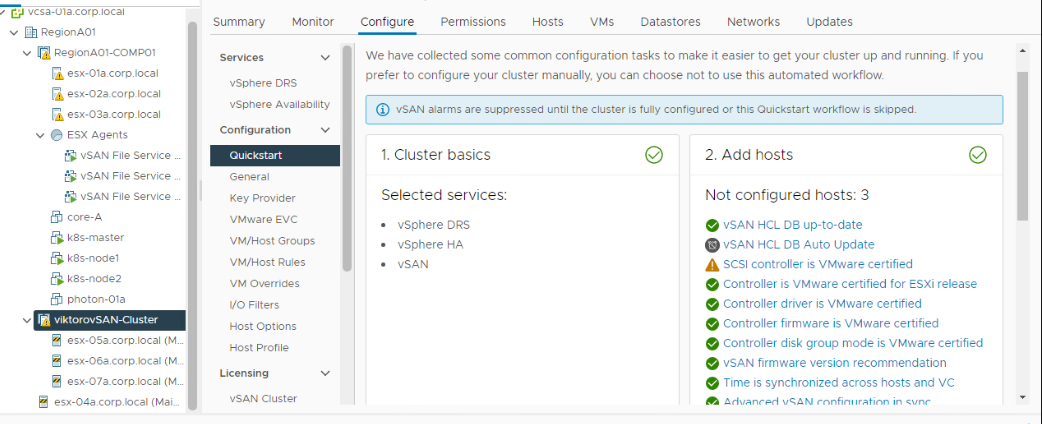 vcsa-01a.corp.local
RegionA01
RegionA01-COMP01
esx-01a.corp.local
esx-02a.corp.local
esx-03a.corp.local
ESX Agents
vSAN File Service ...
vSAN File Service ...
vSAN File Service ...
core-A
k8s-master
k8s-node1
k8s-node2
photon-01a
viktorovSAN-Cluster
esx-05a.corp.local (M...
esx-06a.corp.local (M...
esx-07a.corp.local (M...
esx-04a.corp.local (Mai...
Summary Monitor Configure Permissions Hosts VMs Datastores Networks Updates
Services
vSphere DRS
vSphere Availability
Configuration
Quickstart
General
Key Provider
VMware EVC
VM/Host Groups
VM/Host Rules
VM Overrides
I/O Filters
Host Options
Host Profile
Licensing
vSAN Cluster
We have collected some common configuration tasks to make it easier to get your cluster up and running. If you
prefer to configure your cluster manually, you can choose not to use this automated workflow.
vSAN alarms are suppressed until the cluster is fully configured or this Quickstart workflow is skipped.
1. Cluster basics
Selected services:
• vSphere DRS
• vSphere HA
• vSAN
2. Add hosts
Not configured hosts: 3
vSAN HCL DB up-to-date
vSAN HCL DB Auto Update
SCSI controller is VMware certified
Controller is VMware certified for ESXi release
Controller driver is VMware certified
Controller firmware is VMware certified
Controller disk group mode is VMware certified
vSAN firmware version recommendation
Time is synchronized across hosts and VC
Advanced vSAN configuration in sync